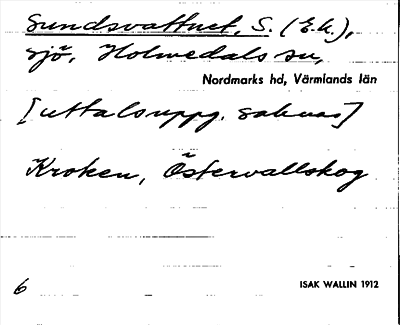 Sundsvattnet, S. (E.k.),
sjö, Holmedals sn,
Nordmarks hd, Värmlands län
[uttalsuppg. saknas]
Kroken, Östervallskog
6
ISAK WALLIN 1912